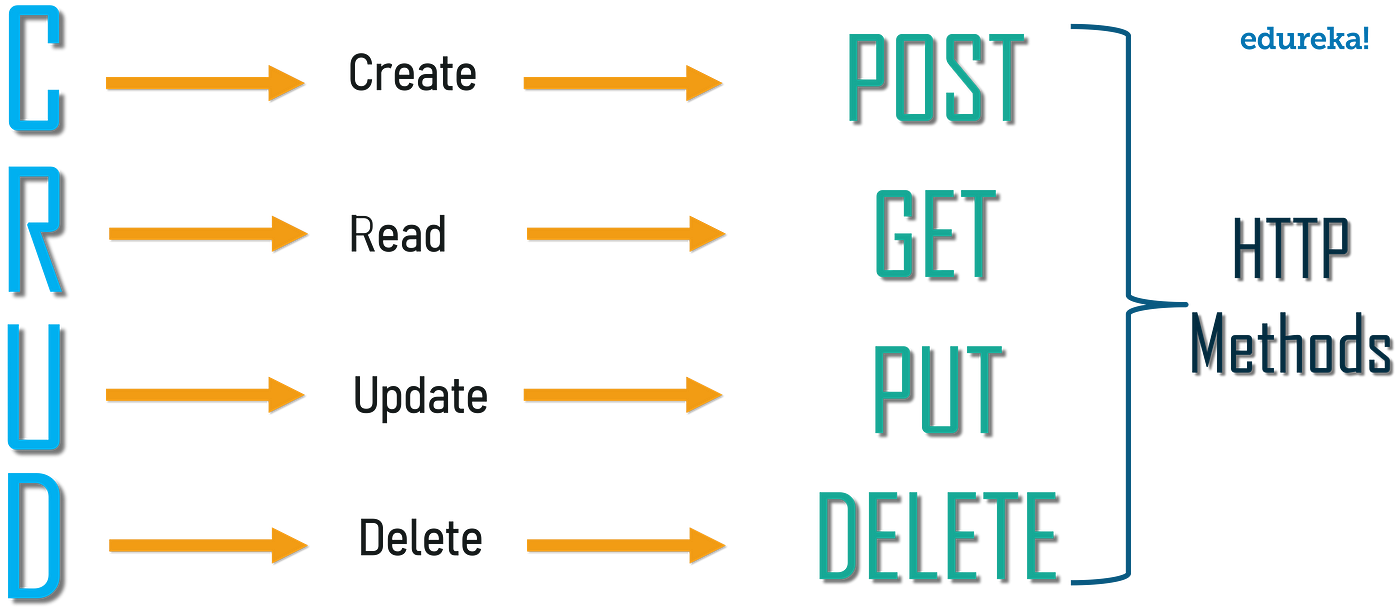 C Create POST
edureka!
R Read GET
HTTP
Methods
U Update PUT
D Delete DELETE